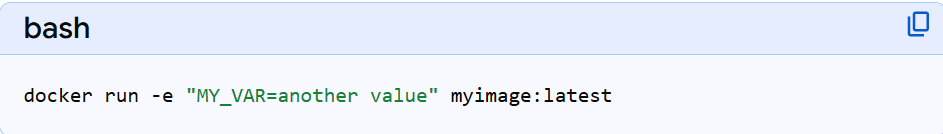 bash
docker run -e "MY_VAR=another value" myimage:latest